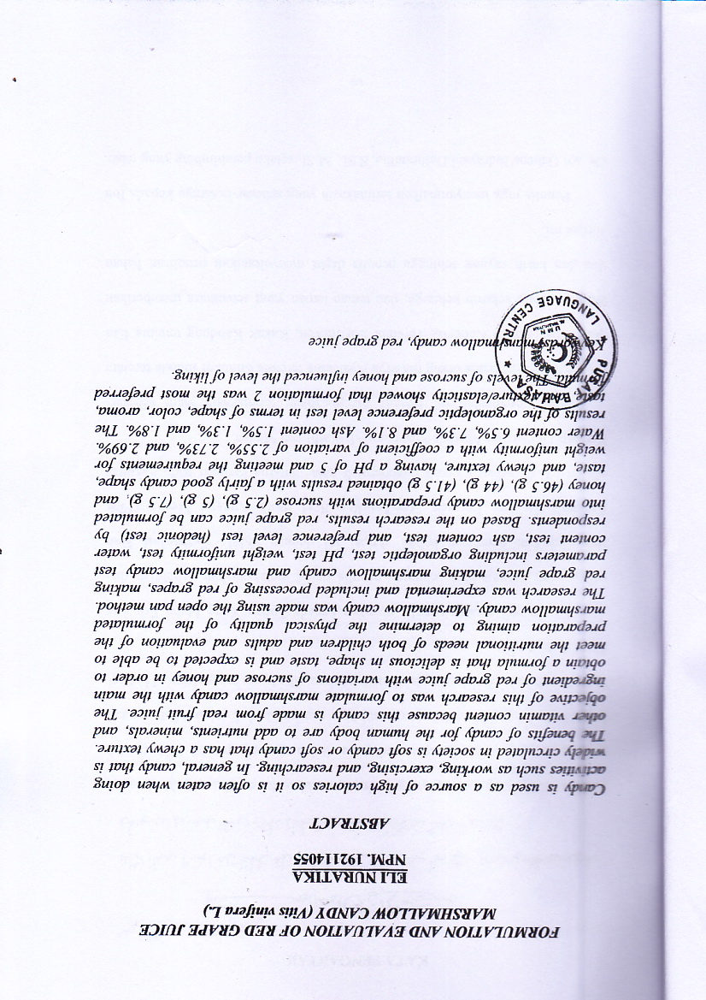 FORMULATION AND EVALUATION OF RED GRAPE JUICE
MARSHMALLOW CANDY (Vitis vinifera L.)
ELI NURATIKA
NPM. 192114055
ABSTRACT
Candy is used as a source of high calories so it is often eaten when doing
activities such as working, exercising, and researching. In general, candy that is
widely circulated in society is soft candy or soft candy that has a chewy texture.
The benefits of candy for the human body are to add nutrients, minerals, and
other vitamin content because this candy is made from real fruit juice. The
objective of this research was to formulate marshmallow candy with the main
ingredient of red grape juice with variations of sucrose and honey in order to
obtain a formula that is delicious in shape, taste and is expected to be able to
meet the nutritional needs of both children and adults and evaluation of the
preparation aiming to determine the physical quality of the formulated
marshmallow candy. Marshmallow candy was made using the open pan method.
The research was experimental and included processing of red grapes, making
red grape juice, making marshmallow candy and marshmallow candy test
parameters including organoleptic test, pH test, weight uniformity test, water
content test, ash content test, and preference level test (hedonic test) by
respondents. Based on the research results, red grape juice can be formulated
into marshmallow candy preparations with sucrose (2.5 g), (5 g), (7.5 g), and
honey (46.5 g), (44 g), (41.5 g) obtained results with a fairly good candy shape,
taste, and chewy texture, having a pH of 5 and meeting the requirements for
weight uniformity with a coefficient of variation of 2.55%, 2.73%, and 2.69%.
Water content 6.5%, 7.3%, and 8.1%. Ash content 1.5%, 1.3%, and 1.8%. The
results of the organoleptic preference level test in terms of shape, color, aroma,
taste, and texture/elasticity showed that formulation 2 was the most preferred
formula. The levels of sucrose and honey influenced the level of liking.
Keywords: marshmallow candy, red grape juice
PUSAT BAHASA
UMN
LANGUAGE CENTRE